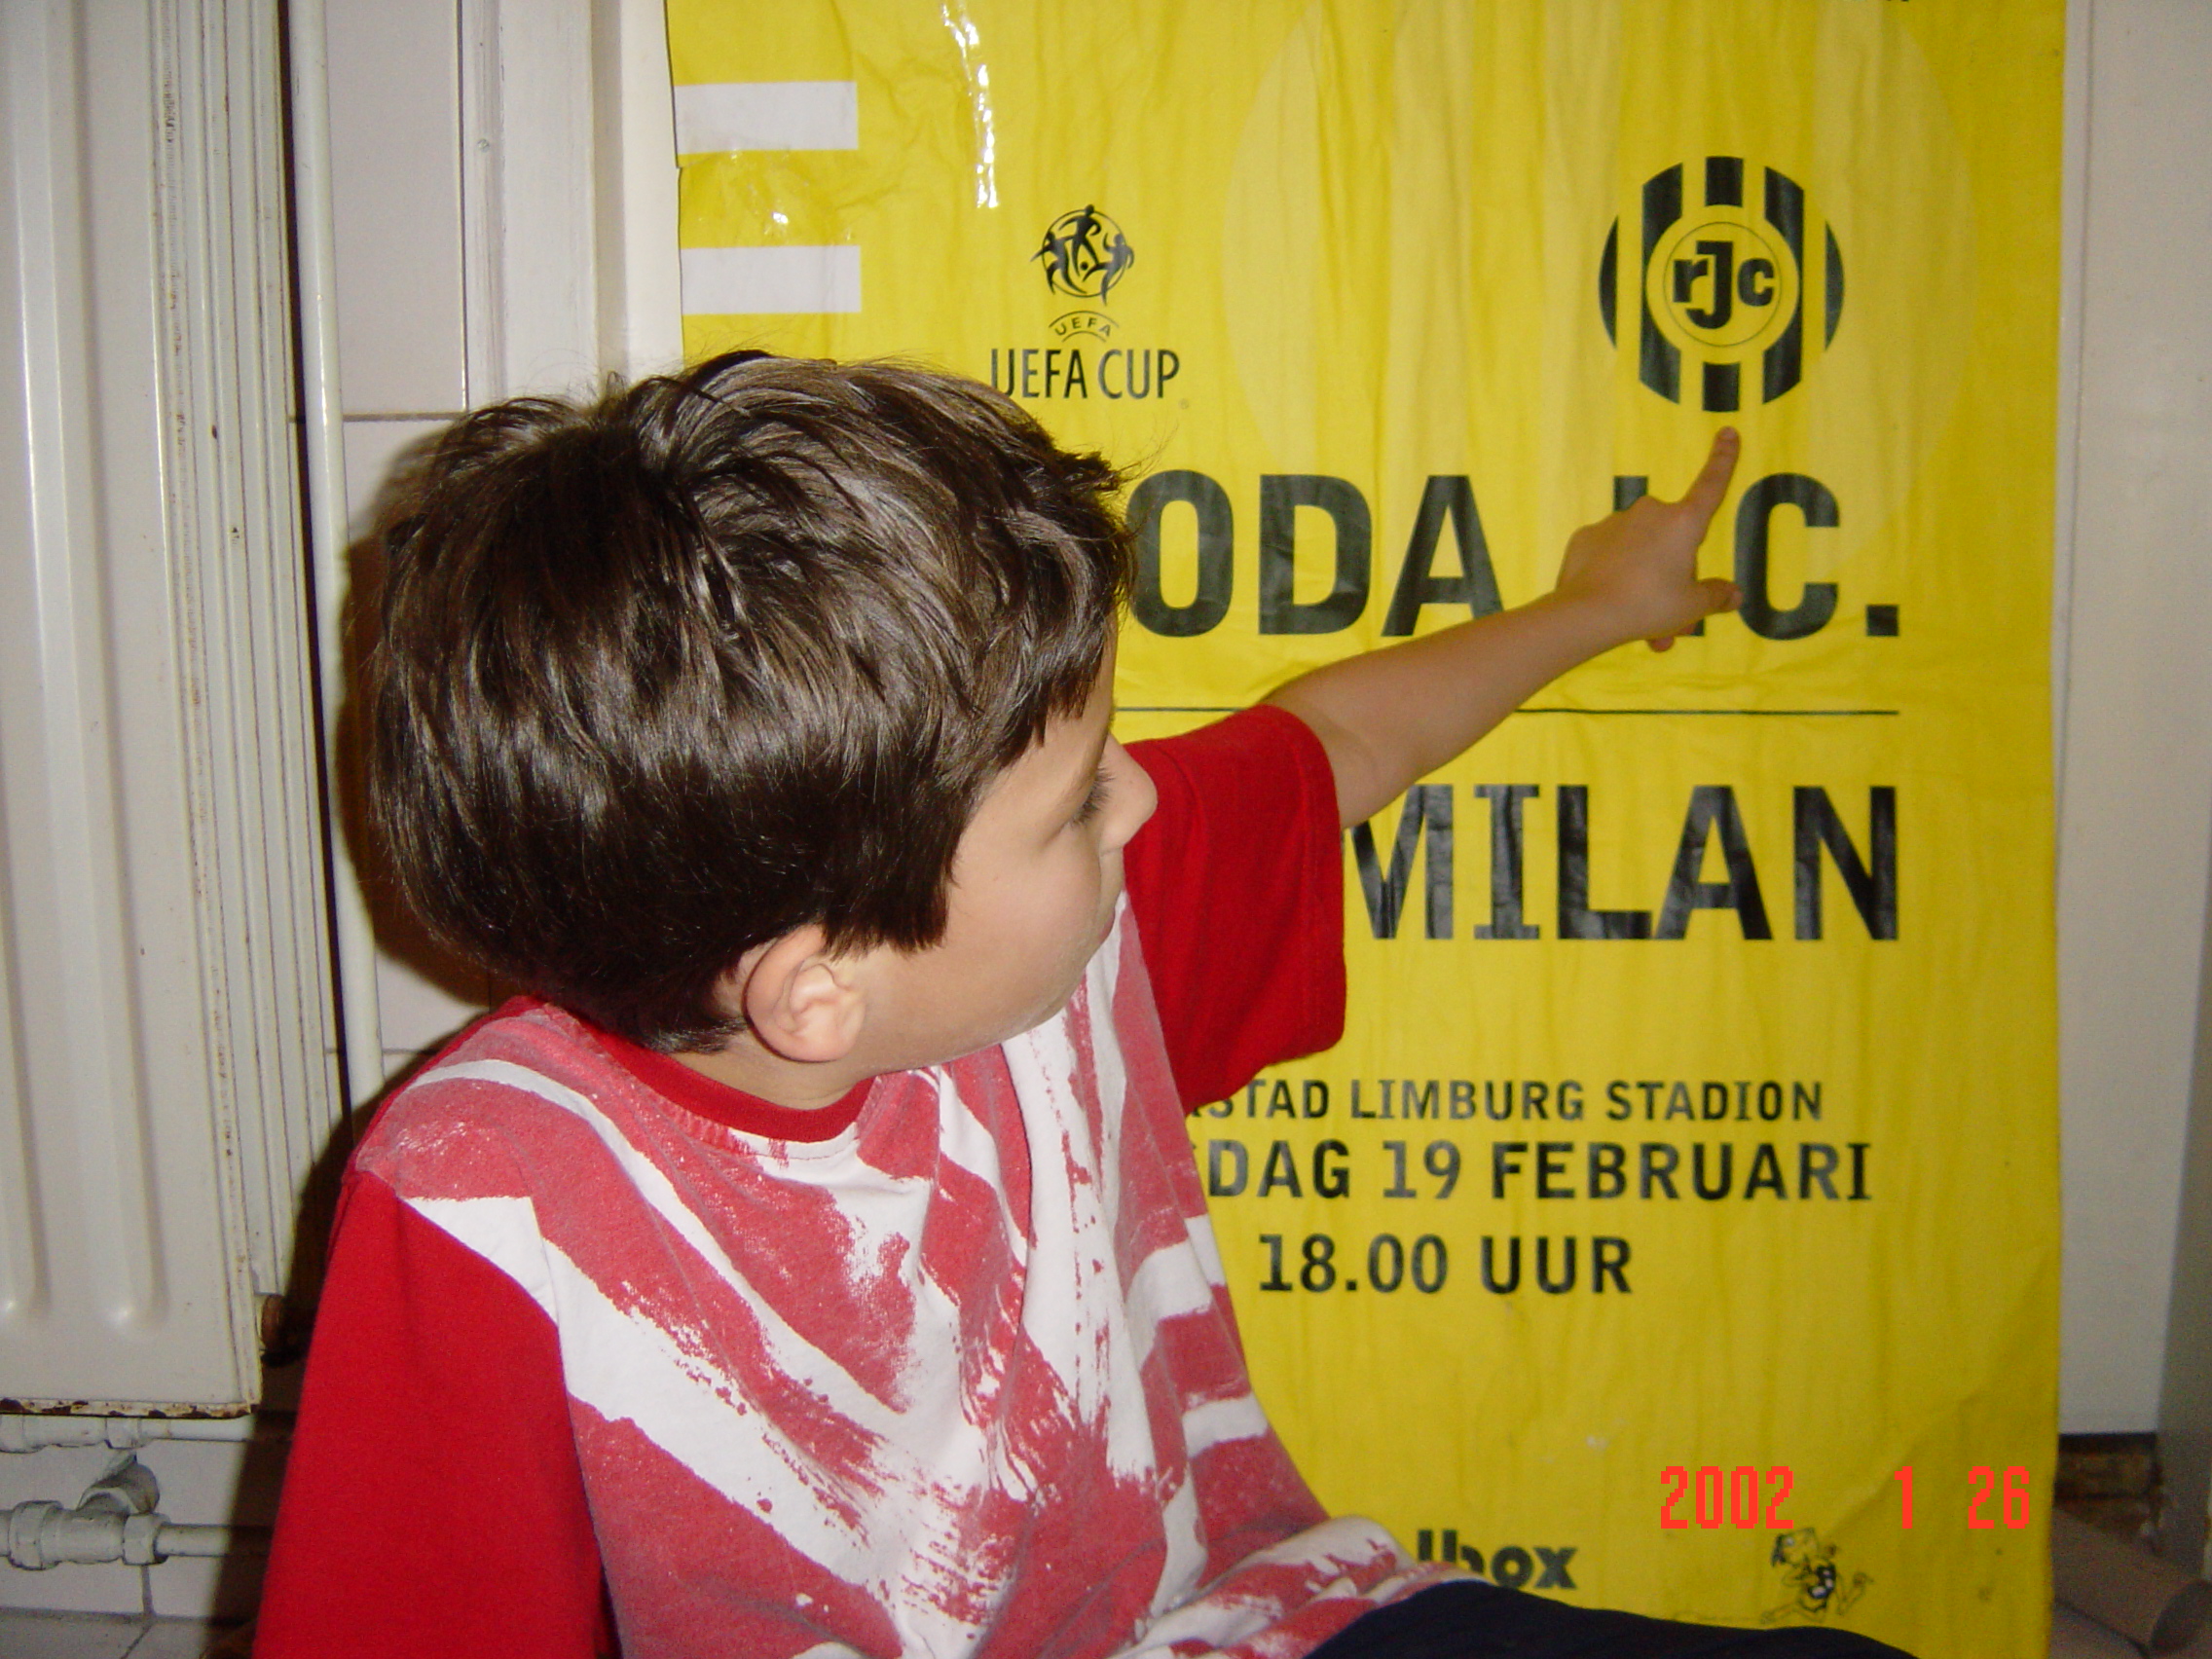 rJc
UEFA
UEFA CUP
ODA J.C.
MILAN
STAD LIMBURG STADION
DAG 19 FEBRUARI
18.00 UUR
2002 1 26
lbox